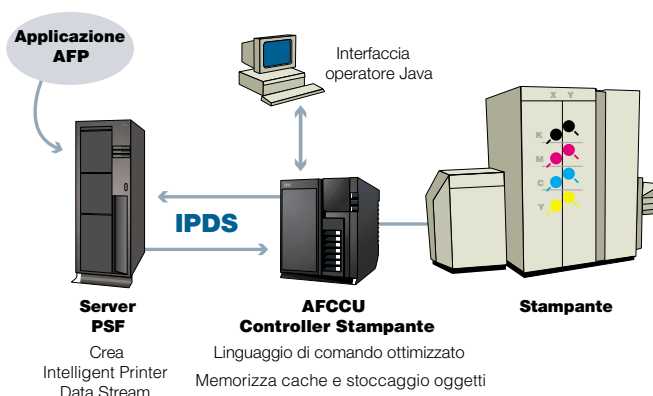 Applicazione
AFP
Interfaccia
operatore Java
X Y
K
M
C
Y
IPDS
Server
PSF
Crea
Intelligent Printer
Data Stream
AFCCU
Controller Stampante
Linguaggio di comando ottimizzato
Memorizza cache e stoccaggio oggetti
Stampante